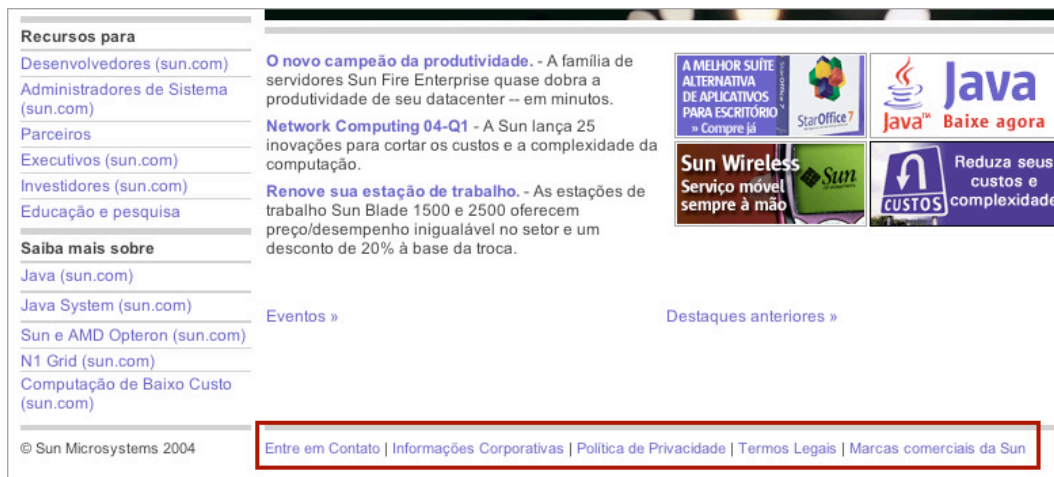 Recursos para
Desenvolvedores (sun.com)
Administradores de Sistema
(sun.com)
Parceiros
Executivos (sun.com)
Investidores (sun.com)
Educação e pesquisa
Saiba mais sobre
Java (sun.com)
Java System (sun.com)
Sun e AMD Opteron (sun.com)
N1 Grid (sun.com)
Computação de Baixo Custo
(sun.com)
O novo campeão da produtividade. - A família de
servidores Sun Fire Enterprise quase dobra a
produtividade de seu datacenter -- em minutos.
Network Computing 04-Q1 - A Sun lança 25
inovações para cortar os custos e a complexidade da
computação.
Renove sua estação de trabalho. - As estações de
trabalho Sun Blade 1500 e 2500 oferecem
preço/desempenho inigualável no setor e um
desconto de 20% à base da troca.
Eventos »
A MELHOR SUÍTE
ALTERNATIVA
DE APLICATIVOS
PARA ESCRITÓRIO
» Compre já
StarOffice 7
StarOffice 7
Java™
Java
Baixe agora
Sun Wireless
Serviço móvel
sempre à mão
Sun
CUSTOS
Reduza seus
custos e
complexidade
Destaques anteriores »
© Sun Microsystems 2004
Entre em Contato | Informações Corporativas | Política de Privacidade | Termos Legais | Marcas comerciais da Sun